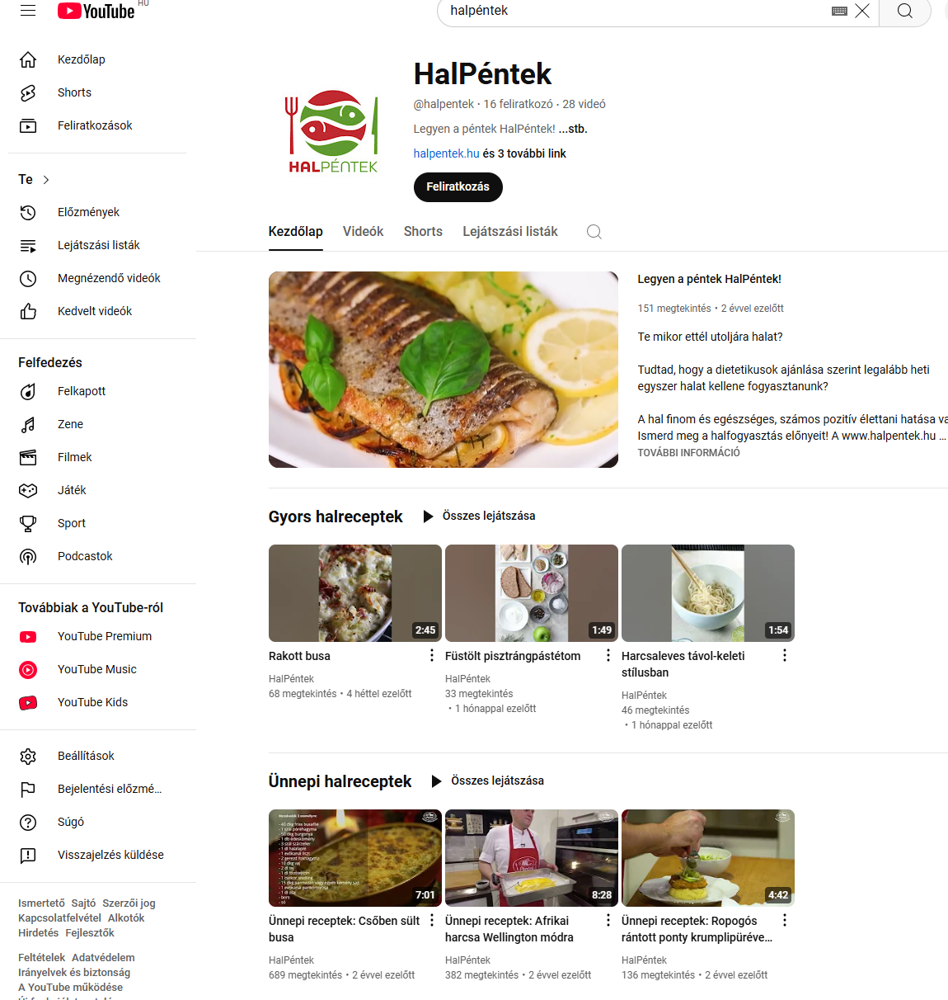 YouTube HU
halpéntek
Kezdőlap
Shorts
Feliratkozások
Te
Előzmények
Lejátszási listák
Megnézendő videók
Kedvelt videók
Felfedezés
Felkapott
Zene
Filmek
Játék
Sport
Podcastok
Továbbiak a YouTube-ról
YouTube Premium
YouTube Music
YouTube Kids
Beállítások
Bejelentési előzmé...
Súgó
Visszajelzés küldése
Ismertető Sajtó Szerzői jog
Kapcsolatfelvétel Alkotók
Hirdetés Fejlesztők
Feltételek Adatvédelem
Irányelvek és biztonság
A YouTube működése
HALPÉNTEK
HalPéntek
@halpentek · 16 feliratkozó · 28 videó
Legyen a péntek HalPéntek! ...stb.
halpentek.hu és 3 további link
Feliratkozás
Kezdőlap Videók Shorts Lejátszási listák
Legyen a péntek HalPéntek!
151 megtekintés • 2 évvel ezelőtt
Te mikor ettél utoljára halat?
Tudtad, hogy a dietetikusok ajánlása szerint legalább heti
egyszer halat kellene fogyasztanunk?
A hal finom és egészséges, számos pozitív élettani hatása va
Ismerd meg a halfogyasztás előnyeit! A www.halpentek.hu ...
TOVÁBBI INFORMÁCIÓ
Gyors halreceptek Összes lejátszása
2:45
Rakott busa
HalPéntek
68 megtekintés • 4 héttel ezelőtt
1:49
Füstölt pisztrángpástétom
HalPéntek
33 megtekintés
• 1 hónappal ezelőtt
1:54
Harcsaleves távol-keleti
stílusban
HalPéntek
46 megtekintés
• 1 hónappal ezelőtt
Ünnepi halreceptek Összes lejátszása
7:01
Ünnepi receptek: Csőben sült
busa
HalPéntek
689 megtekintés • 2 évvel ezelőtt
8:28
Ünnepi receptek: Afrikai
harcsa Wellington módra
HalPéntek
382 megtekintés • 2 évvel ezelőtt
4:42
Ünnepi receptek: Ropogós
rántott ponty krumplipüréve...
HalPéntek
136 megtekintés • 2 évvel ezelőtt